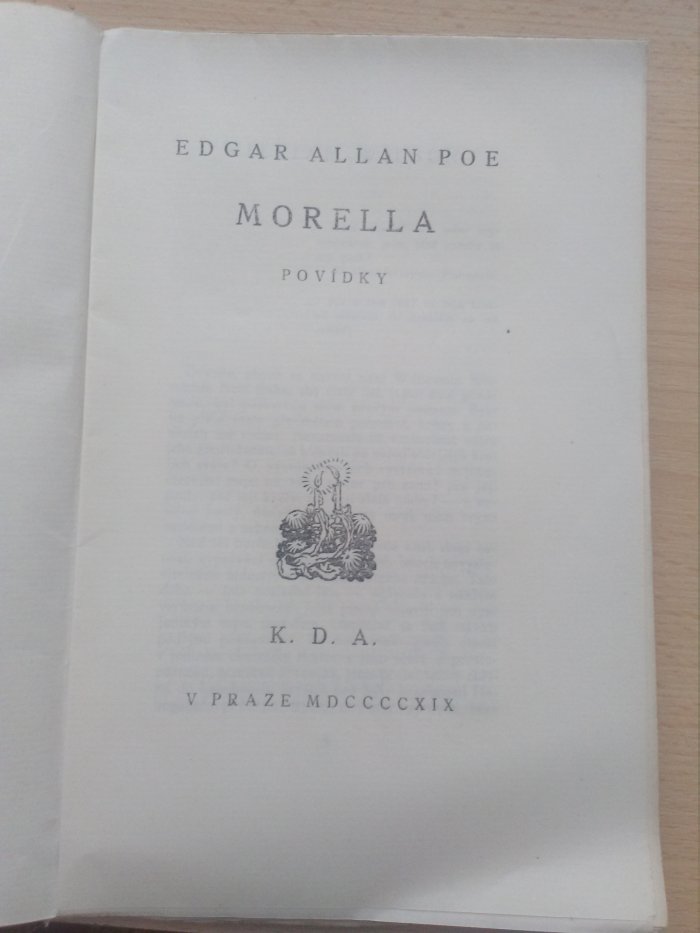 EDGAR ALLAN POE
MORELLA
POVÍDKY
K. D. A.
V PRAZE MDCCCCXIX